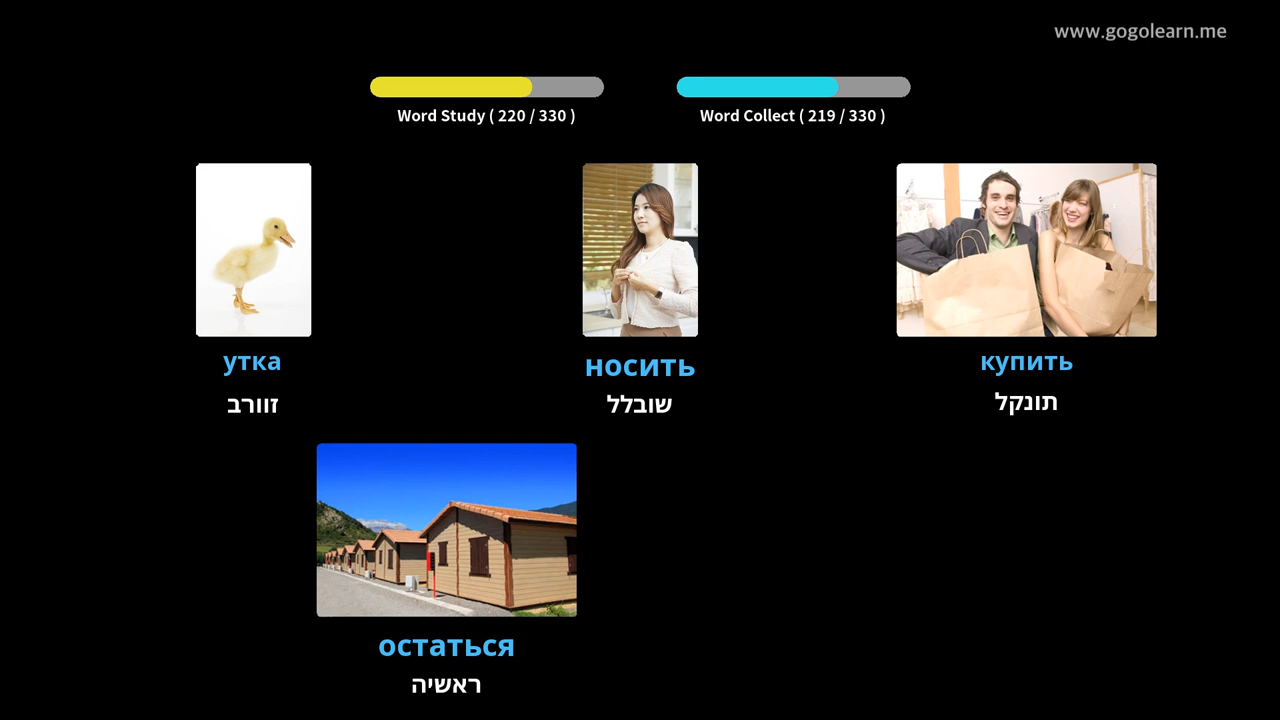 www.gogolearn.me
Word Study ( 220 / 330 )
Word Collect ( 219 / 330 )
утка
זוורב
носить
שובלל
купить
תונקל
остаться
ראשיה